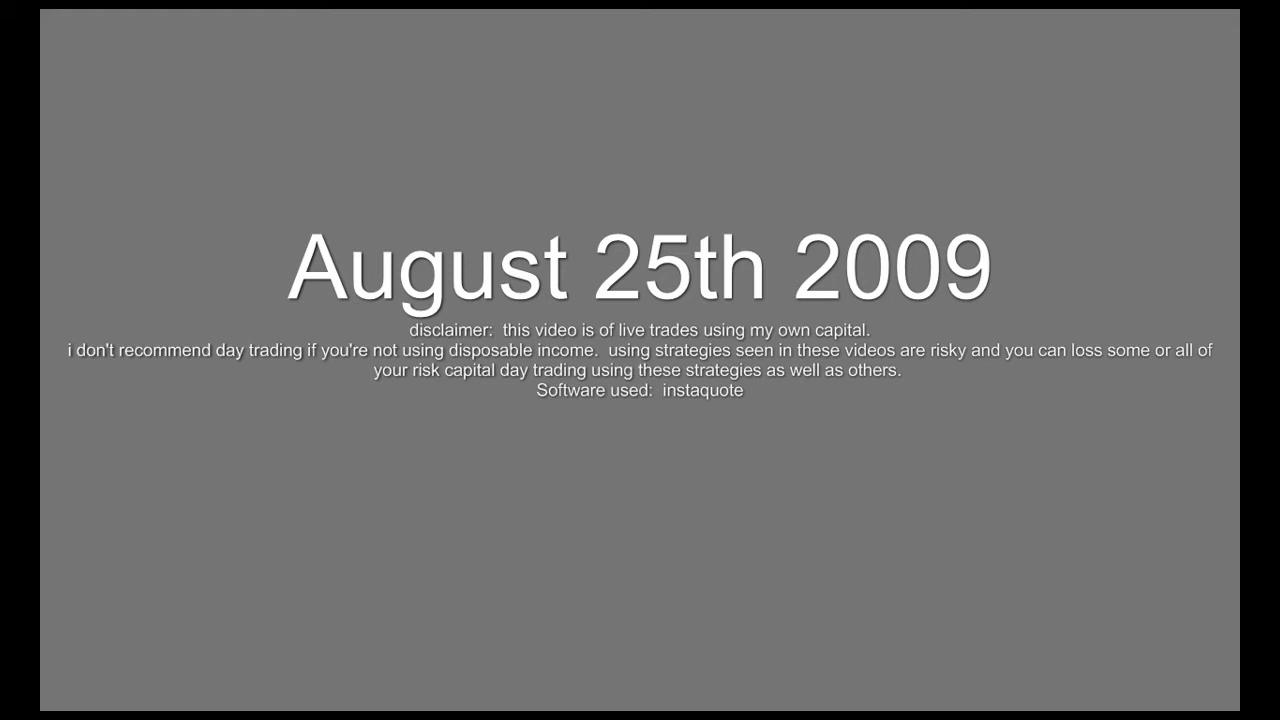 August 25th 2009
disclaimer:  this video is of live trades using my own capital.
i don't recommend day trading if you're not using disposable income.  using strategies seen in these videos are risky and you can loss some or all of
your risk capital day trading using these strategies as well as others.
Software used:  instaquote